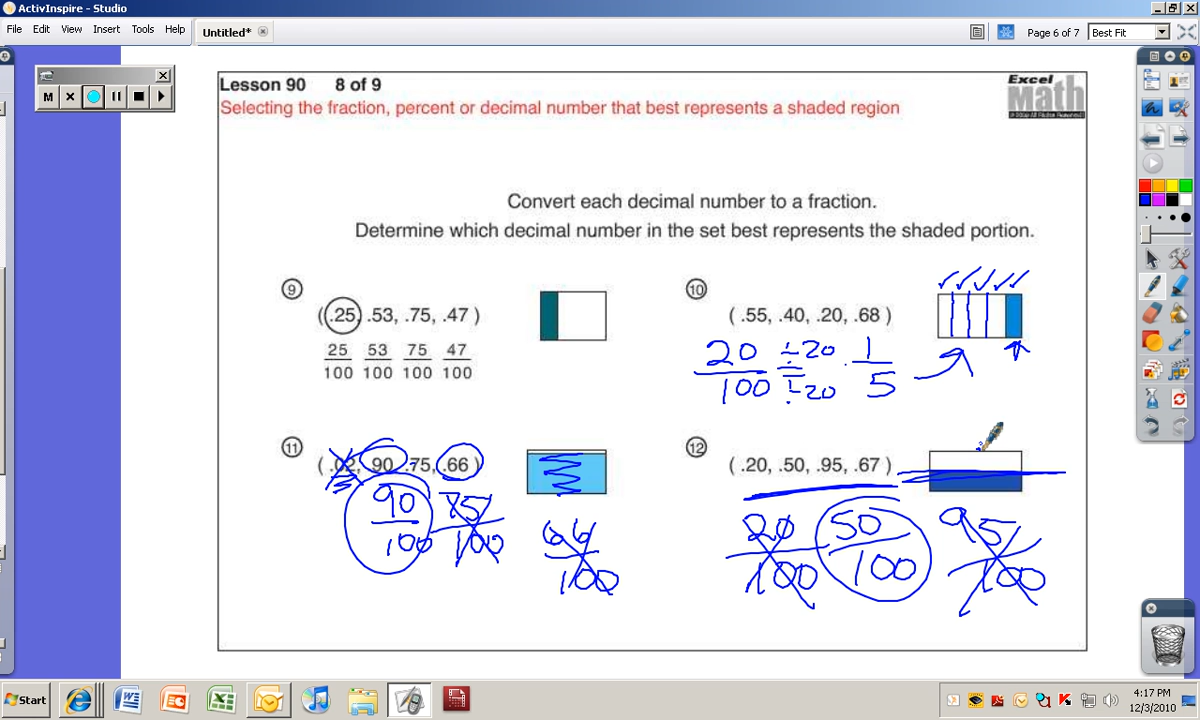 ActivInspire - Studio
File Edit View Insert Tools Help Untitled* Page 6 of 7 Best Fit
M
Lesson 90 8 of 9
Selecting the fraction, percent or decimal number that best represents a shaded region
Excel
Math
Convert each decimal number to a fraction.
Determine which decimal number in the set best represents the shaded portion.
9
( .25, .53, .75, .47 )
25 53 75 47
100 100 100 100
10
( .55, .40, .20, .68 )
20 ÷20 1
= 
100 ÷20 5
11
( .02, .90, .75, .66 )
90 75
100 100
66
100
12
( .20, .50, .95, .67 )
20 50 95
100 100 100
Start
4:17 PM
12/3/2010